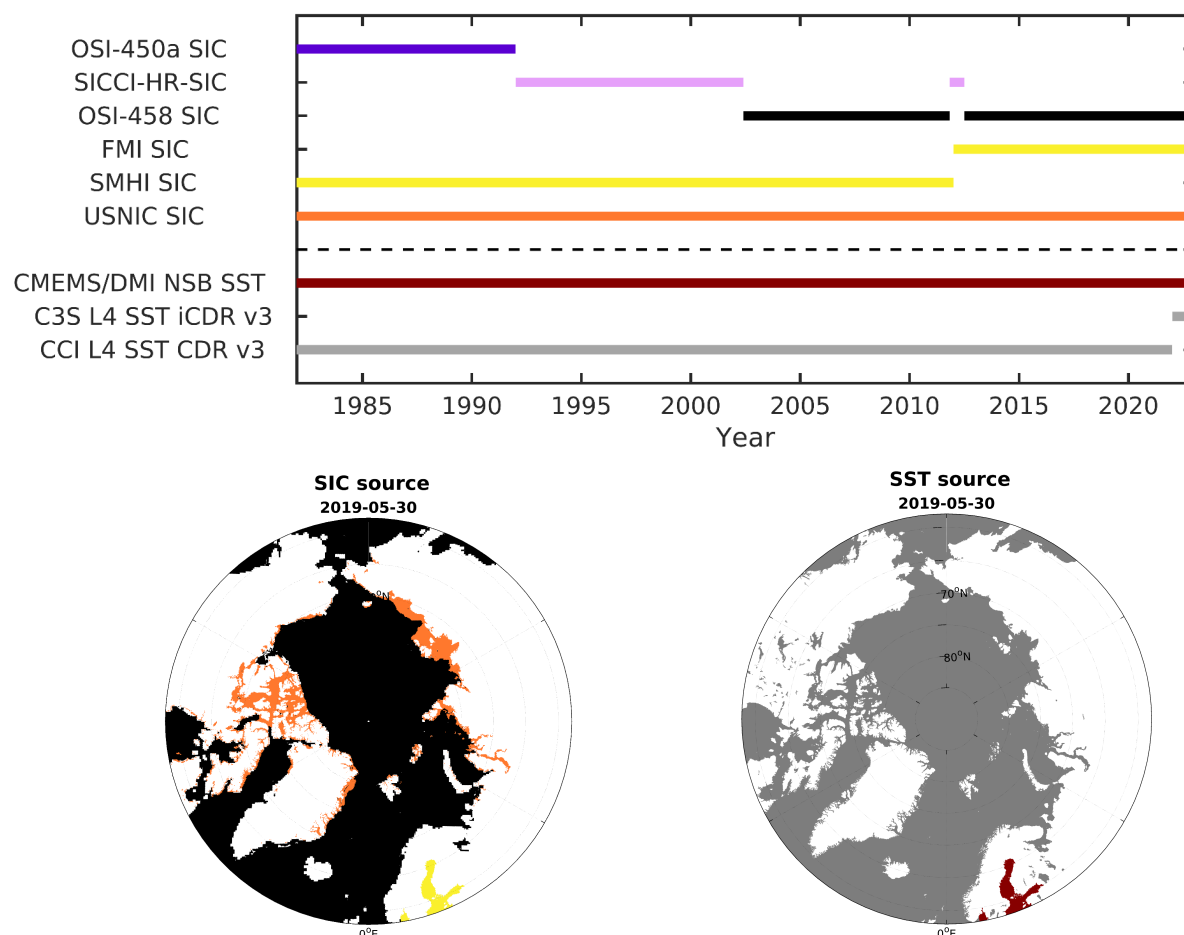 OSI-450a SIC
SICCI-HR-SIC
OSI-458 SIC
FMI SIC
SMHI SIC
USNIC SIC
CMEMS/DMI NSB SST
C3S L4 SST iCDR v3
CCI L4 SST CDR v3
1985 1990 1995 2000 2005 2010 2015 2020
Year
SIC source
2019-05-30
SST source
2019-05-30
70°N
80°N